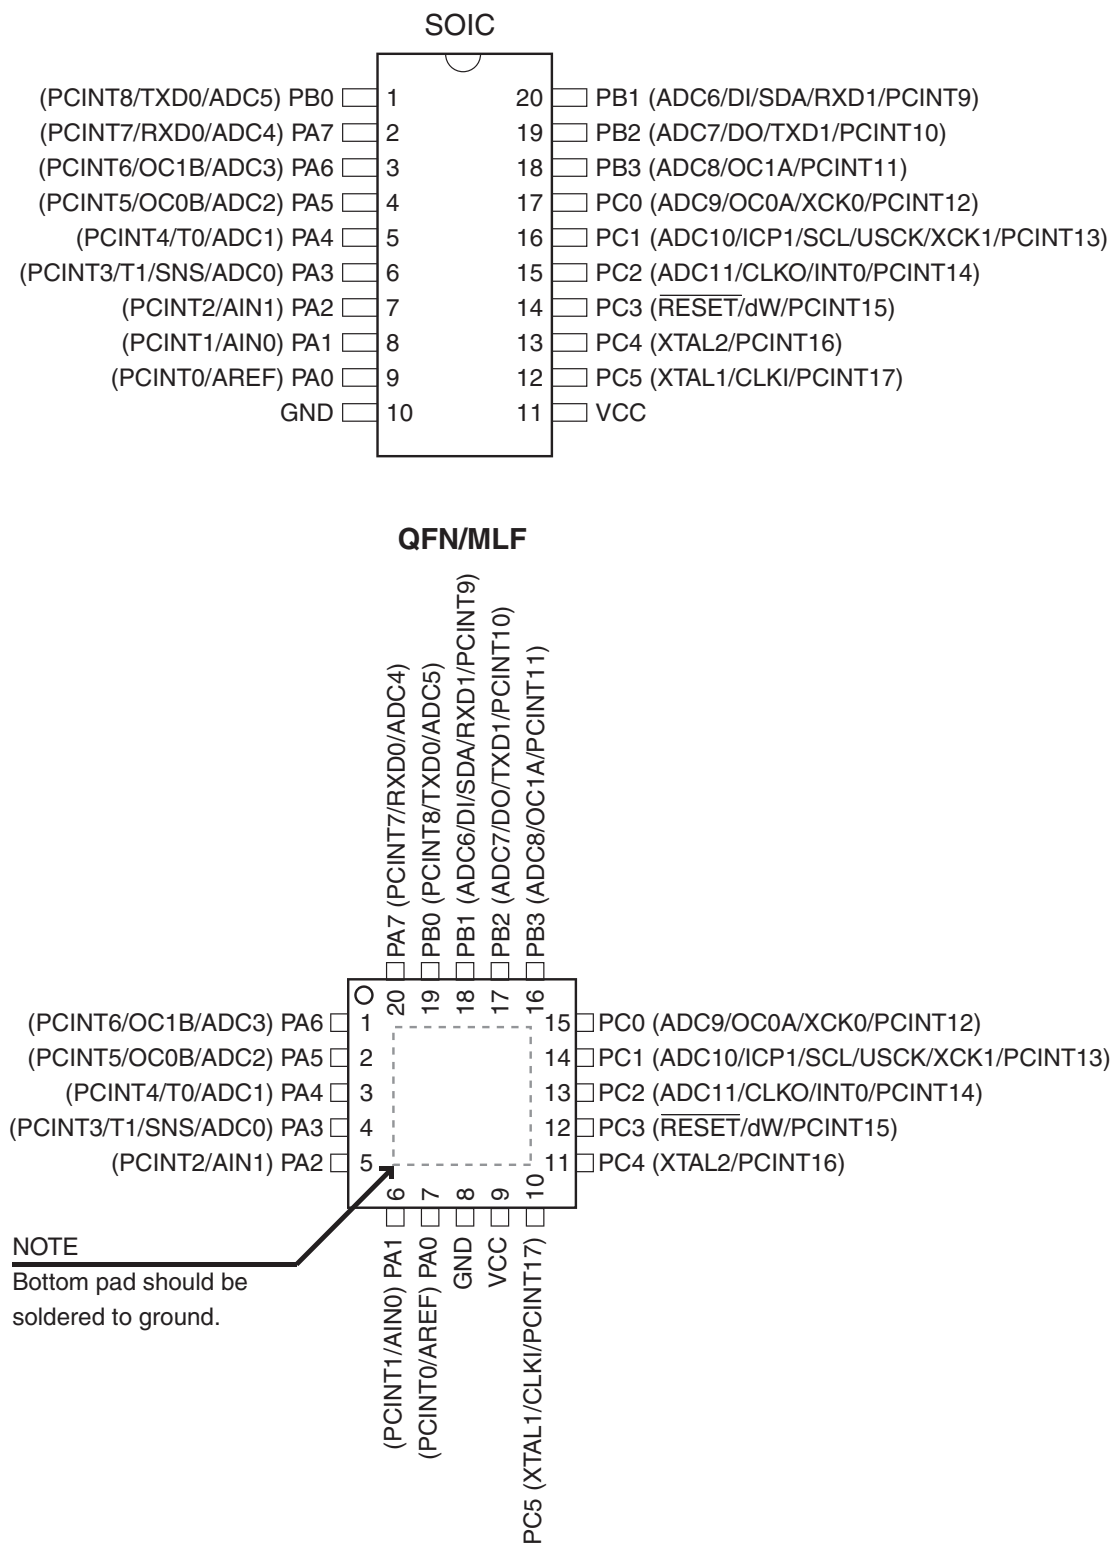 SOIC
(PCINT8/TXD0/ADC5) PB0 1 20 PB1 (ADC6/DI/SDA/RXD1/PCINT9)
(PCINT7/RXD0/ADC4) PA7 2 19 PB2 (ADC7/DO/TXD1/PCINT10)
(PCINT6/OC1B/ADC3) PA6 3 18 PB3 (ADC8/OC1A/PCINT11)
(PCINT5/OC0B/ADC2) PA5 4 17 PC0 (ADC9/OC0A/XCK0/PCINT12)
(PCINT4/T0/ADC1) PA4 5 16 PC1 (ADC10/ICP1/SCL/USCK/XCK1/PCINT13)
(PCINT3/T1/SNS/ADC0) PA3 6 15 PC2 (ADC11/CLKO/INT0/PCINT14)
(PCINT2/AIN1) PA2 7 14 PC3 (RESET/dW/PCINT15)
(PCINT1/AIN0) PA1 8 13 PC4 (XTAL2/PCINT16)
(PCINT0/AREF) PA0 9 12 PC5 (XTAL1/CLKI/PCINT17)
GND 10 11 VCC
QFN/MLF
PA7 (PCINT7/RXD0/ADC4)
PB0 (PCINT8/TXD0/ADC5)
PB1 (ADC6/DI/SDA/RXD1/PCINT9)
PB2 (ADC7/DO/TXD1/PCINT10)
PB3 (ADC8/OC1A/PCINT11)
20 19 18 17 16
(PCINT6/OC1B/ADC3) PA6 1 15 PC0 (ADC9/OC0A/XCK0/PCINT12)
(PCINT5/OC0B/ADC2) PA5 2 14 PC1 (ADC10/ICP1/SCL/USCK/XCK1/PCINT13)
(PCINT4/T0/ADC1) PA4 3 13 PC2 (ADC11/CLKO/INT0/PCINT14)
(PCINT3/T1/SNS/ADC0) PA3 4 12 PC3 (RESET/dW/PCINT15)
(PCINT2/AIN1) PA2 5 11 PC4 (XTAL2/PCINT16)
6 7 8 9 10
(PCINT1/AIN0) PA1
(PCINT0/AREF) PA0
GND
VCC
PC5 (XTAL1/CLKI/PCINT17)
NOTE
Bottom pad should be
soldered to ground.